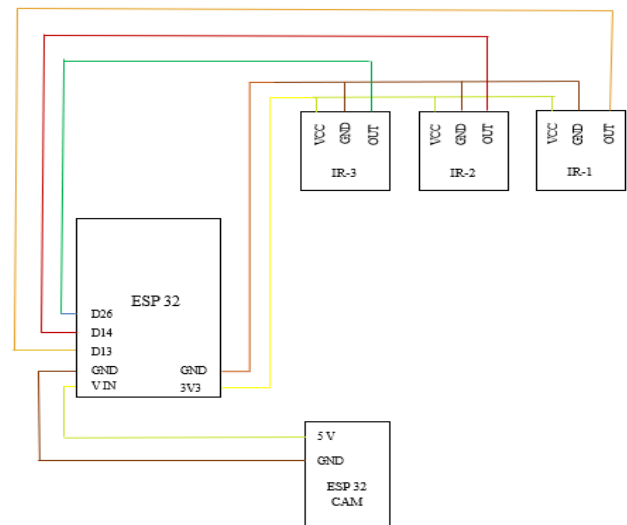 VCC GND OUT
IR-3
VCC GND OUT
IR-2
VCC GND OUT
IR-1
ESP 32
D26
D14
D13
GND
V IN
GND
3V3
5 V
GND
ESP 32
CAM